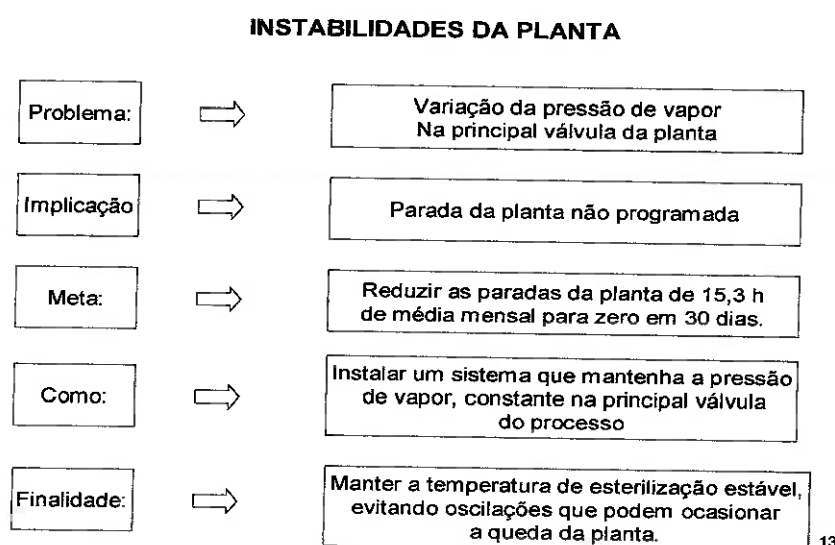 INSTABILIDADES DA PLANTA
Problema:
Variação da pressão de vapor
Na principal válvula da planta
Implicação
Parada da planta não programada
Meta:
Reduzir as paradas da planta de 15,3 h
de média mensal para zero em 30 dias.
Como:
Instalar um sistema que mantenha a pressão
de vapor, constante na principal válvula
do processo
Finalidade:
Manter a temperatura de esterilização estável,
evitando oscilações que podem ocasionar
a queda da planta.
13